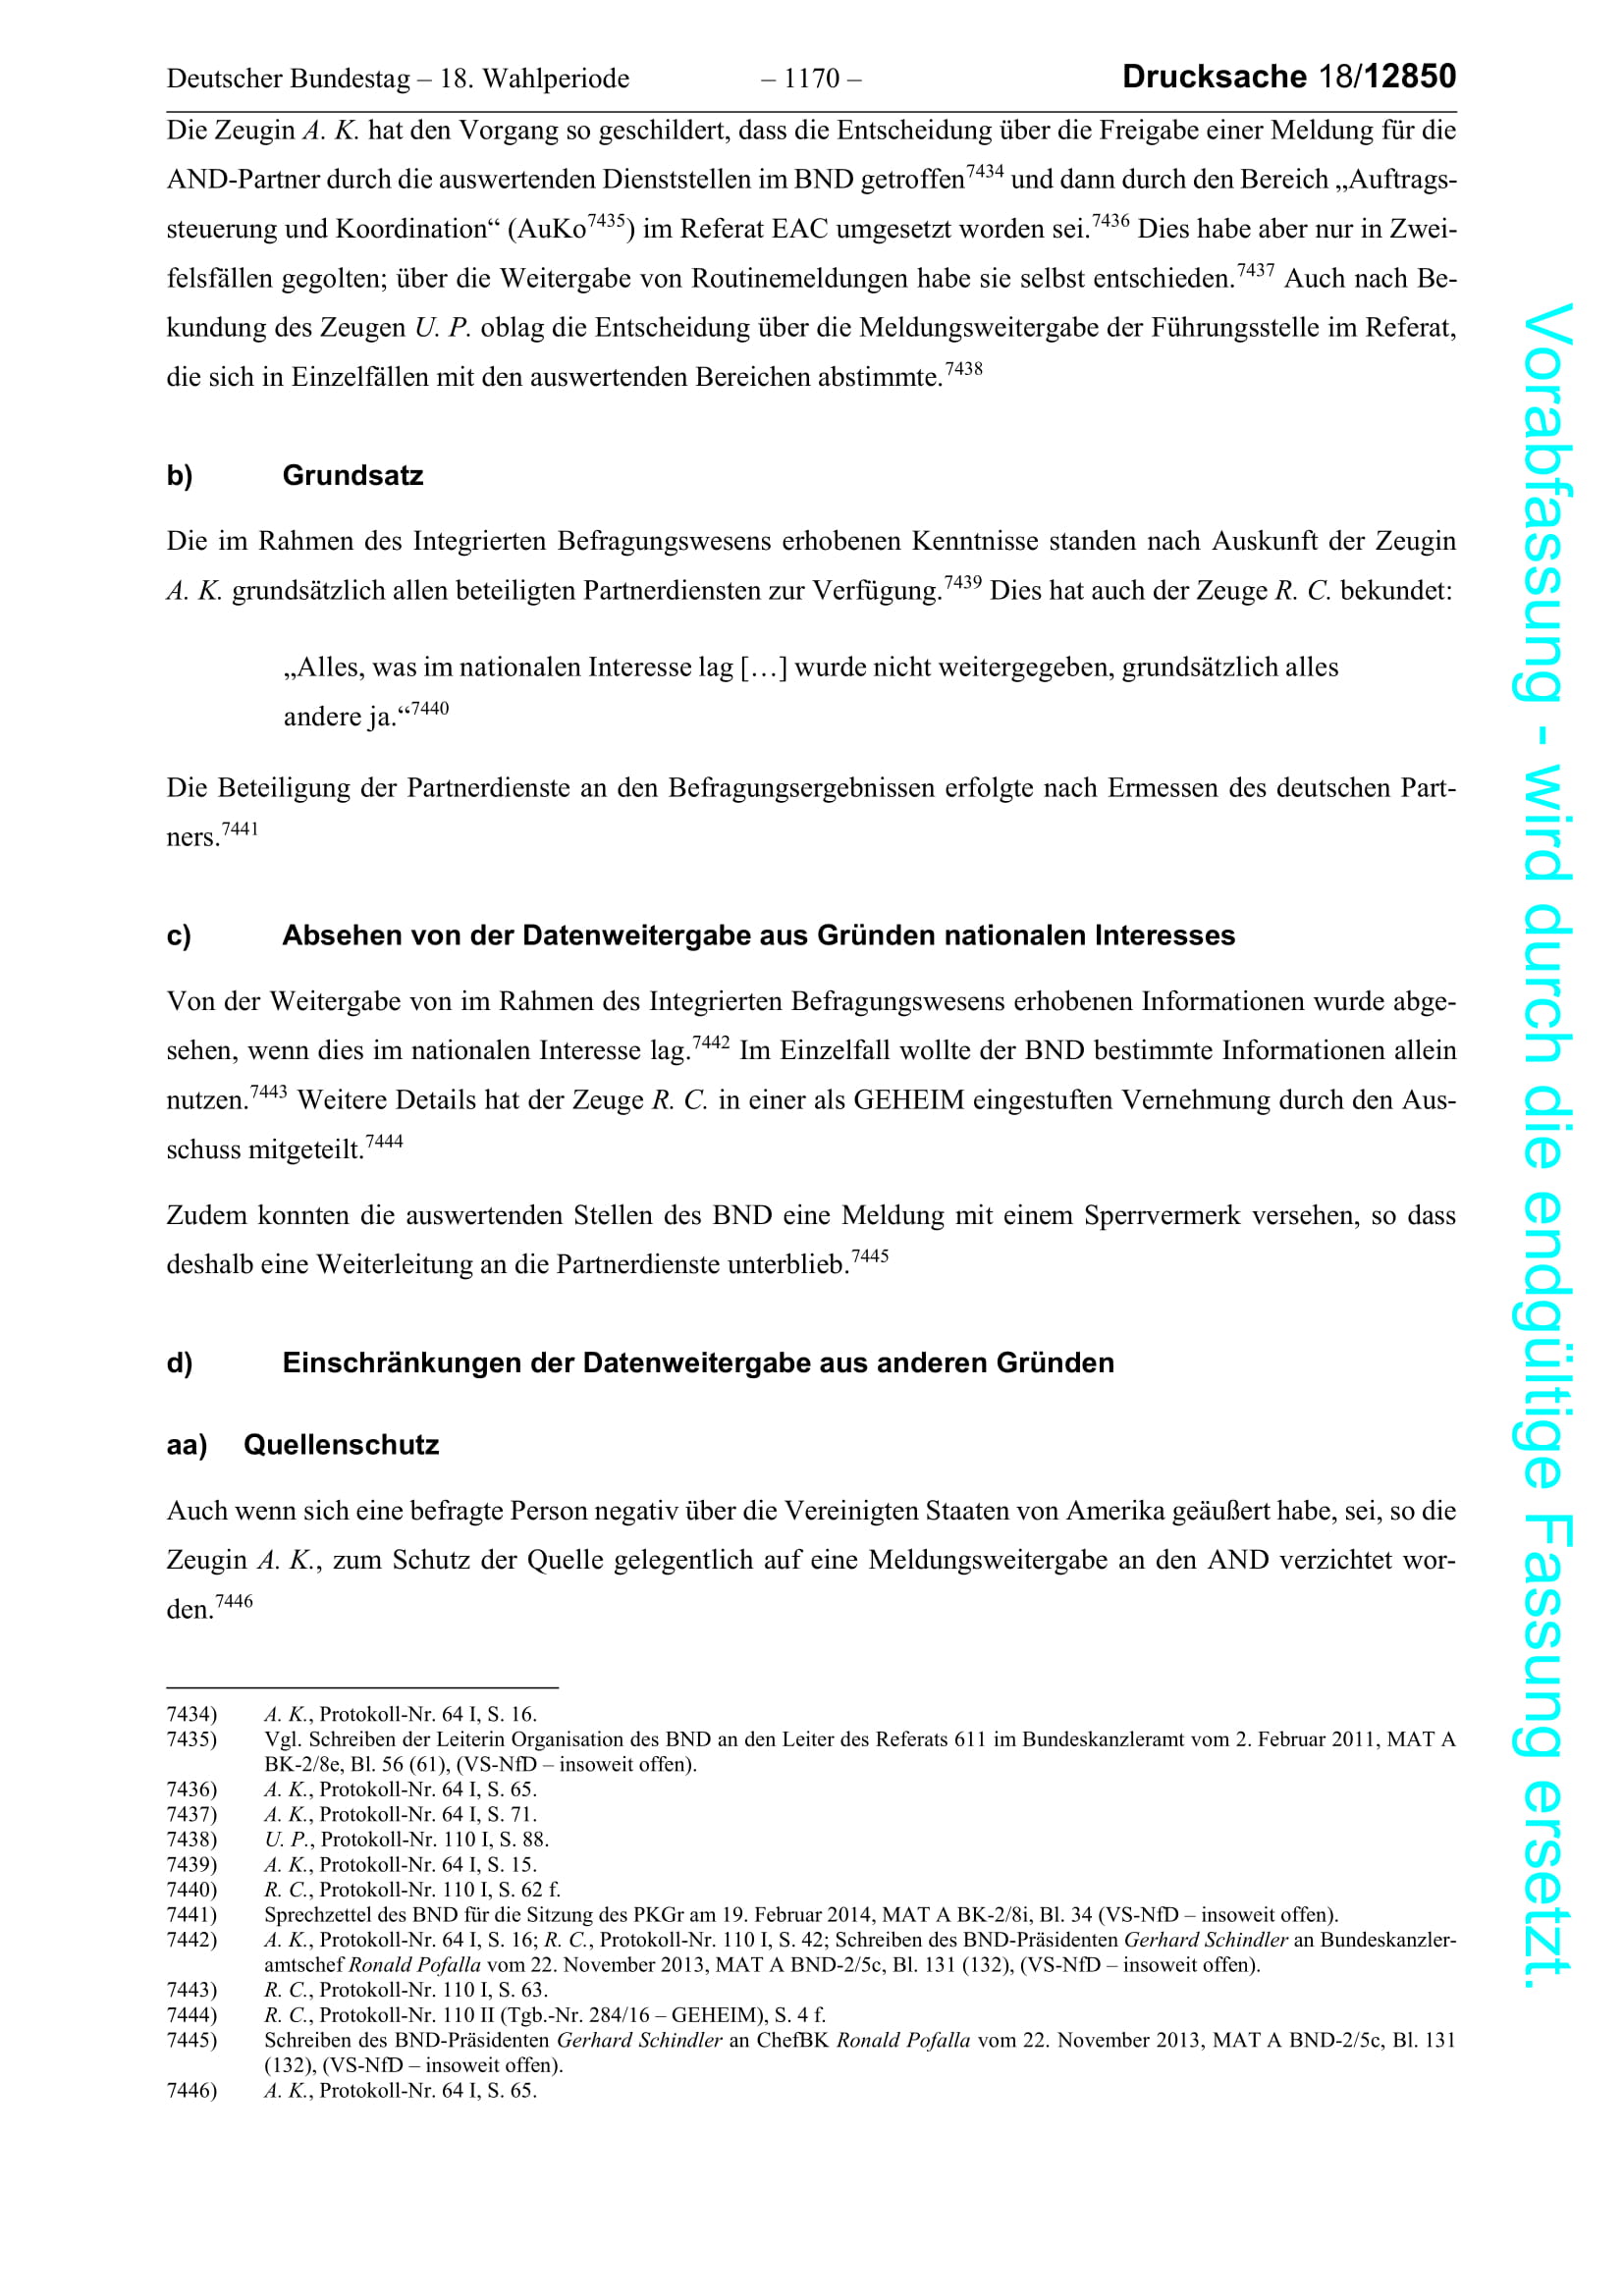 Deutscher Bundestag – 18. Wahlperiode – 1170 – Drucksache 18/12850
Die Zeugin A. K. hat den Vorgang so geschildert, dass die Entscheidung über die Freigabe einer Meldung für die
AND-Partner durch die auswertenden Dienststellen im BND getroffen7434 und dann durch den Bereich „Auftrags-
steuerung und Koordination“ (AuKo7435) im Referat EAC umgesetzt worden sei.7436 Dies habe aber nur in Zwei-
felsfällen gegolten; über die Weitergabe von Routinemeldungen habe sie selbst entschieden.7437 Auch nach Be-
kundung des Zeugen U. P. oblag die Entscheidung über die Meldungsweitergabe der Führungsstelle im Referat,
die sich in Einzelfällen mit den auswertenden Bereichen abstimmte.7438
b) Grundsatz
Die im Rahmen des Integrierten Befragungswesens erhobenen Kenntnisse standen nach Auskunft der Zeugin
A. K. grundsätzlich allen beteiligten Partnerdiensten zur Verfügung.7439 Dies hat auch der Zeuge R. C. bekundet:
„Alles, was im nationalen Interesse lag […] wurde nicht weitergegeben, grundsätzlich alles
andere ja.“7440
Die Beteiligung der Partnerdienste an den Befragungsergebnissen erfolgte nach Ermessen des deutschen Part-
ners.7441
c) Absehen von der Datenweitergabe aus Gründen nationalen Interesses
Von der Weitergabe von im Rahmen des Integrierten Befragungswesens erhobenen Informationen wurde abge-
sehen, wenn dies im nationalen Interesse lag.7442 Im Einzelfall wollte der BND bestimmte Informationen allein
nutzen.7443 Weitere Details hat der Zeuge R. C. in einer als GEHEIM eingestuften Vernehmung durch den Aus-
schuss mitgeteilt.7444
Zudem konnten die auswertenden Stellen des BND eine Meldung mit einem Sperrvermerk versehen, so dass
deshalb eine Weiterleitung an die Partnerdienste unterblieb.7445
d) Einschränkungen der Datenweitergabe aus anderen Gründen
aa) Quellenschutz
Auch wenn sich eine befragte Person negativ über die Vereinigten Staaten von Amerika geäußert habe, sei, so die
Zeugin A. K., zum Schutz der Quelle gelegentlich auf eine Meldungsweitergabe an den AND verzichtet wor-
den.7446
7434) A. K., Protokoll-Nr. 64 I, S. 16.
7435) Vgl. Schreiben der Leiterin Organisation des BND an den Leiter des Referats 611 im Bundeskanzleramt vom 2. Februar 2011, MAT A
BK-2/8e, Bl. 56 (61), (VS-NfD – insoweit offen).
7436) A. K., Protokoll-Nr. 64 I, S. 65.
7437) A. K., Protokoll-Nr. 64 I, S. 71.
7438) U. P., Protokoll-Nr. 110 I, S. 88.
7439) A. K., Protokoll-Nr. 64 I, S. 15.
7440) R. C., Protokoll-Nr. 110 I, S. 62 f.
7441) Sprechzettel des BND für die Sitzung des PKGr am 19. Februar 2014, MAT A BK-2/8i, Bl. 34 (VS-NfD – insoweit offen).
7442) A. K., Protokoll-Nr. 64 I, S. 16; R. C., Protokoll-Nr. 110 I, S. 42; Schreiben des BND-Präsidenten Gerhard Schindler an Bundeskanzler-
amtschef Ronald Pofalla vom 22. November 2013, MAT A BND-2/5c, Bl. 131 (132), (VS-NfD – insoweit offen).
7443) R. C., Protokoll-Nr. 110 I, S. 63.
7444) R. C., Protokoll-Nr. 110 II (Tgb.-Nr. 284/16 – GEHEIM), S. 4 f.
7445) Schreiben des BND-Präsidenten Gerhard Schindler an ChefBK Ronald Pofalla vom 22. November 2013, MAT A BND-2/5c, Bl. 131
(132), (VS-NfD – insoweit offen).
7446) A. K., Protokoll-Nr. 64 I, S. 65.
Vorabfassung - wird durch die endgültige Fassung ersetzt.